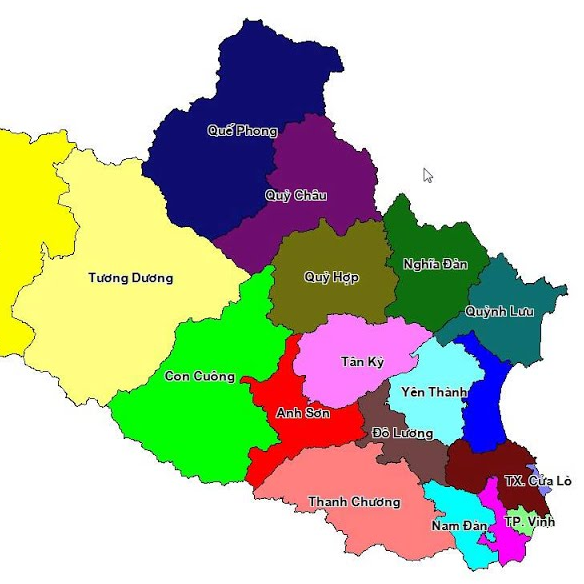 Quế Phong
Quỳ Châu
Tương Dương
Quỳ Hợp
Nghĩa Đàn
Quỳnh Lưu
Con Cuông
Tân Kỳ
Yên Thành
Anh Sơn
Đô Lương
TX. Cửa Lò
Thanh Chương
Nam Đàn
TP. Vinh